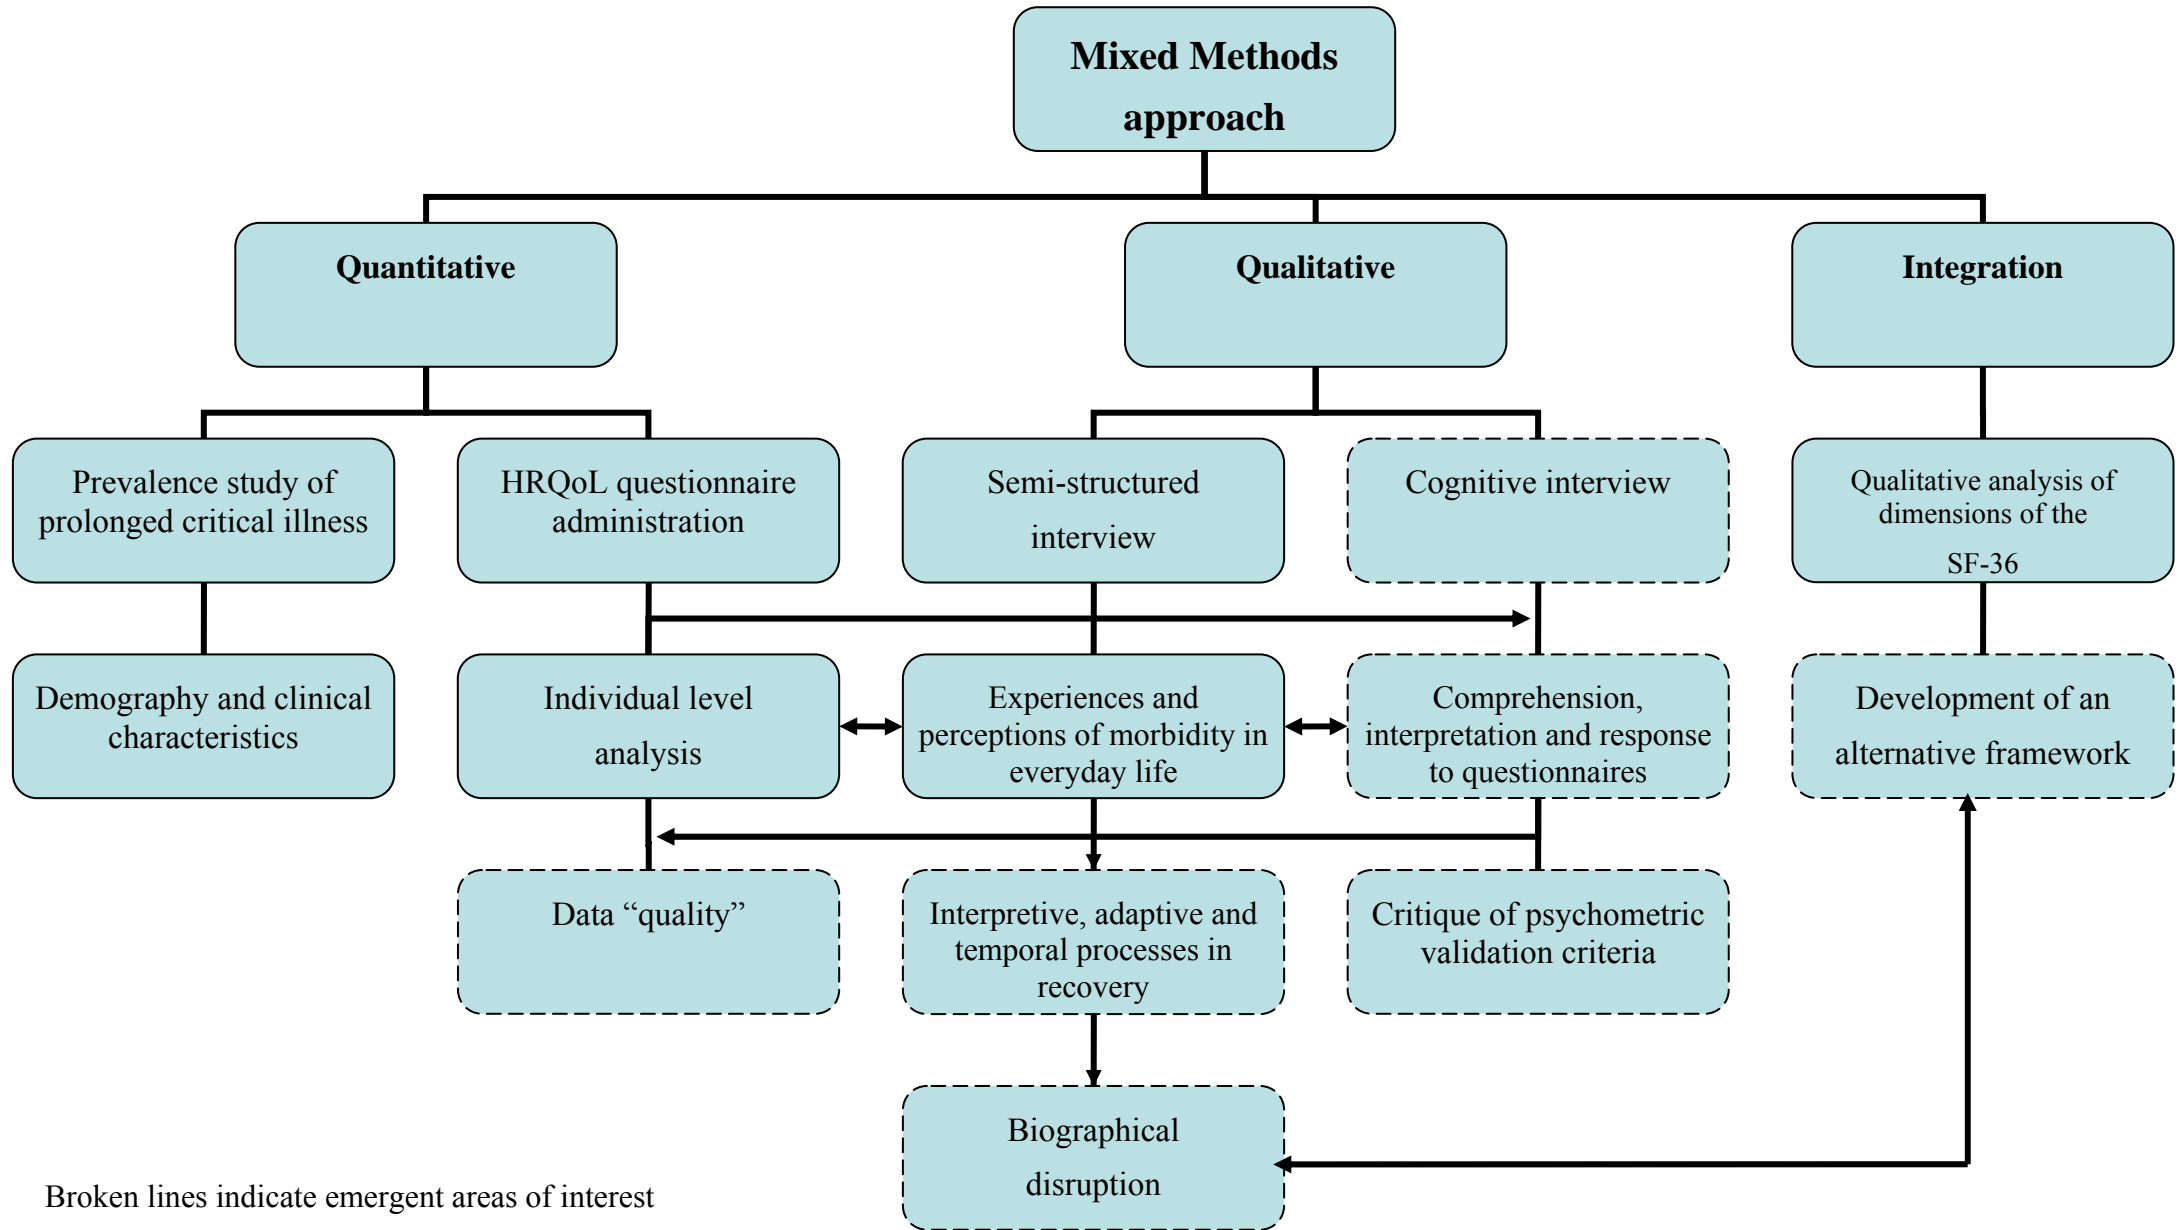 Mixed Methods
approach
Quantitative
Qualitative
Integration
Prevalence study of
prolonged critical illness
HRQoL questionnaire
administration
Semi-structured
interview
Cognitive interview
Qualitative analysis of
dimensions of the
SF-36
Demography and clinical
characteristics
Individual level
analysis
Experiences and
perceptions of morbidity in
everyday life
Comprehension,
interpretation and response
to questionnaires
Development of an
alternative framework
Data “quality”
Interpretive, adaptive and
temporal processes in
recovery
Critique of psychometric
validation criteria
Biographical
disruption
Broken lines indicate emergent areas of interest